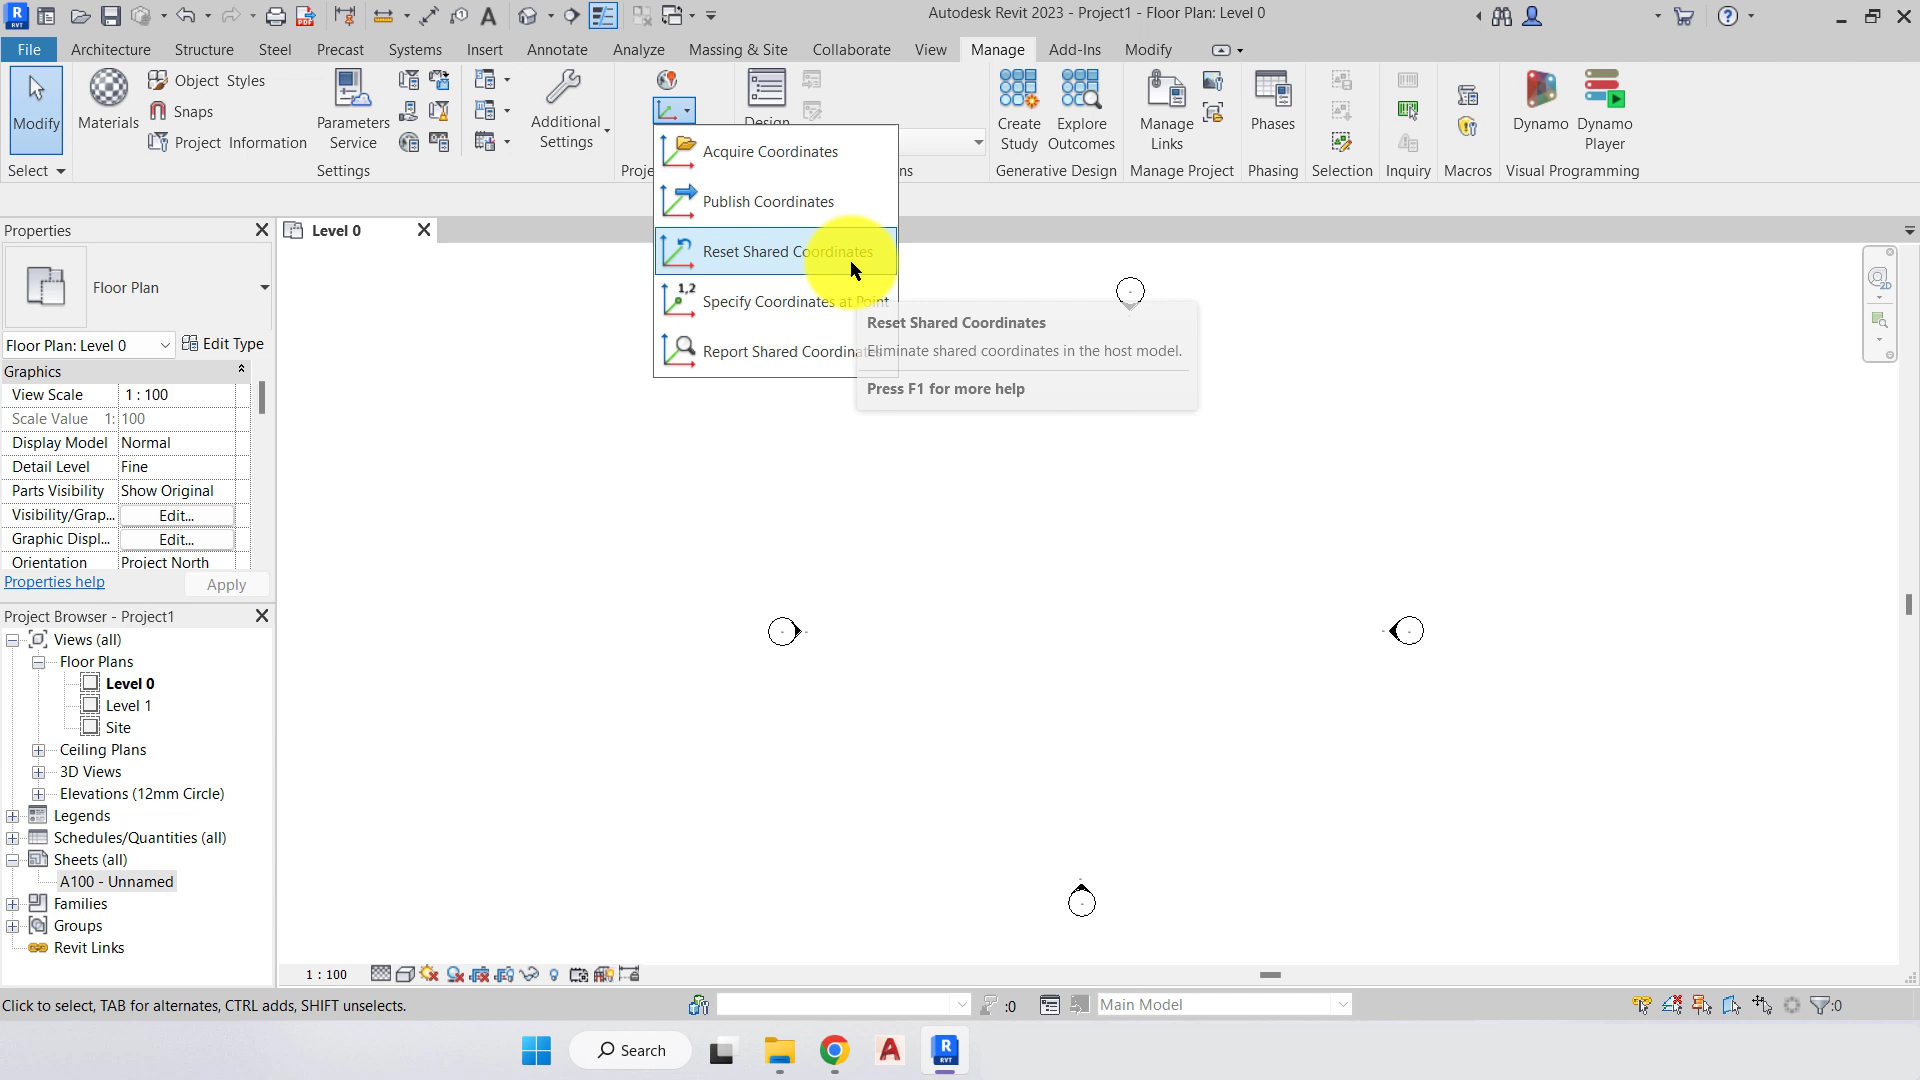 Autodesk Revit 2023 - Project1 - Floor Plan: Level 0
File Architecture Structure Steel Precast Systems Insert Annotate Analyze Massing & Site Collaborate View Manage Add-Ins Modify
Modify
Materials
Object Styles
Snaps
Project Information
Parameters
Service
Additional
Settings
Design
Create
Study
Explore
Outcomes
Manage
Links
Phases
Dynamo
Dynamo
Player
Select
Settings
Generative Design
Manage Project
Phasing
Selection
Inquiry
Macros
Visual Programming
Acquire Coordinates
Publish Coordinates
Reset Shared Coordinates
1,2
Specify Coordinates at Point
Report Shared Coordinates
Reset Shared Coordinates
Eliminate shared coordinates in the host model.
Press F1 for more help
Properties
Level 0
Floor Plan
Floor Plan: Level 0
Edit Type
Graphics
View Scale 1 : 100
Scale Value 1: 100
Display Model Normal
Detail Level Fine
Parts Visibility Show Original
Visibility/Grap... Edit...
Graphic Displ... Edit...
Orientation Project North
Properties help
Apply
Project Browser - Project1
Views (all)
Floor Plans
Level 0
Level 1
Site
Ceiling Plans
3D Views
Elevations (12mm Circle)
Legends
Schedules/Quantities (all)
Sheets (all)
A100 - Unnamed
Families
Groups
Revit Links
2D
1 : 100
Click to select, TAB for alternates, CTRL adds, SHIFT unselects.
:0
Main Model
:0
Search